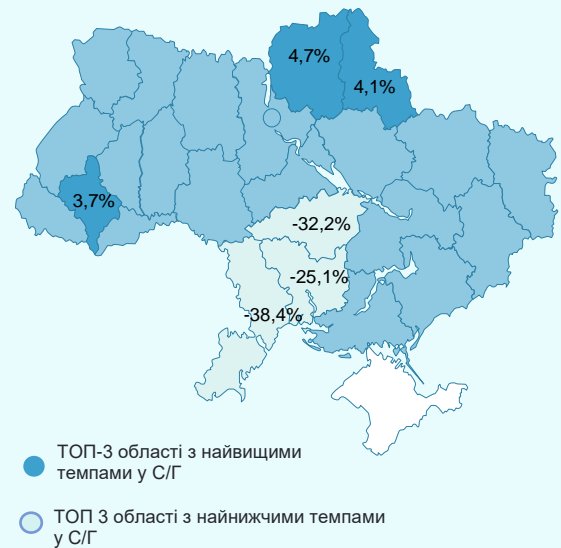 4,7%
4,1%
3,7%
-32,2%
-25,1%
-38,4%
ТОП-3 області з найвищими
темпами у С/Г
ТОП 3 області з найнижчими темпами
у С/Г